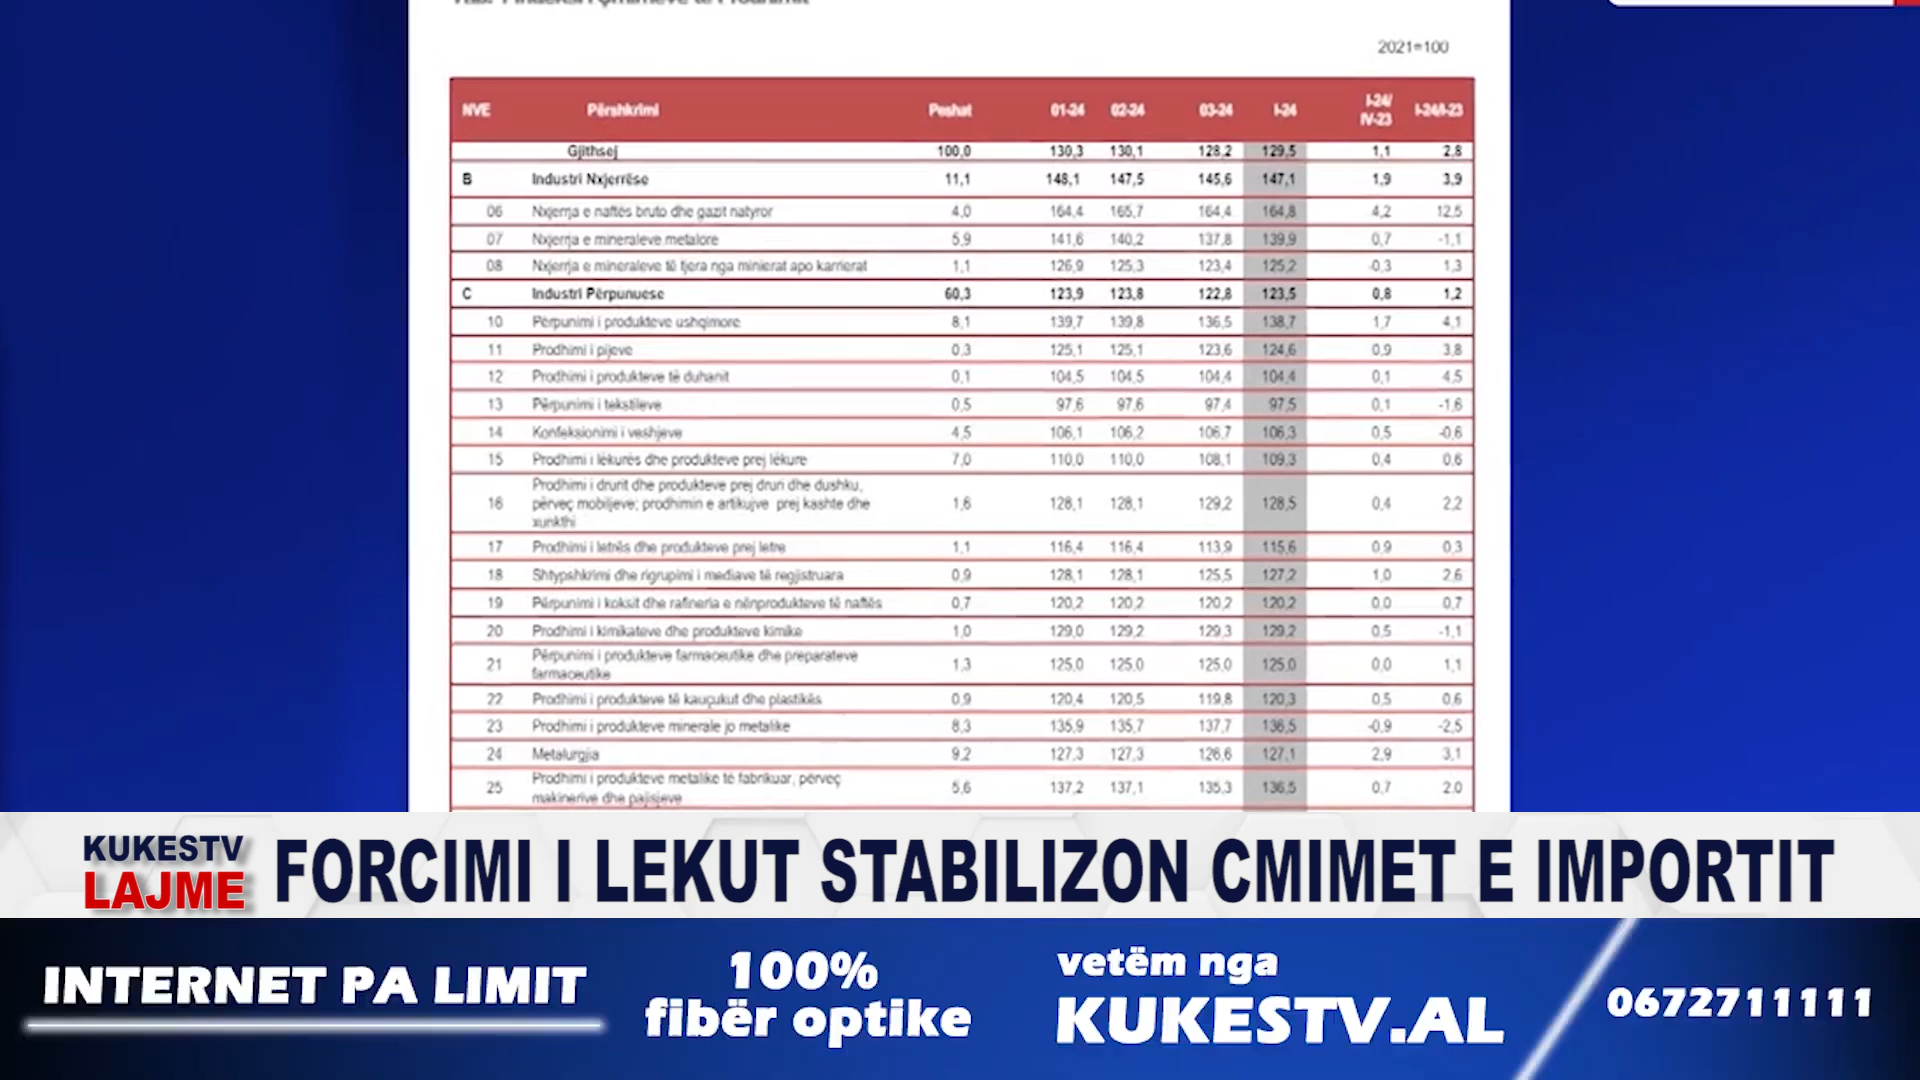 2021=100
NVE Përshkrimi Peshat 01-24 02-24 03-24 I-24 I-24/IV-23 I-24/I-23
Gjithsej 100,0 130,3 130,1 128,2 129,5 1,1 2,8
B Industri Nxjerrëse 11,1 148,1 147,5 145,6 147,1 1,9 3,9
06 Nxjerrja e naftës bruto dhe gazit natyror 4,0 164,4 165,7 164,4 164,8 4,2 12,5
07 Nxjerrja e mineraleve metalore 5,9 141,6 140,2 137,8 139,9 0,7 -1,1
08 Nxjerrja e mineraleve të tjera nga minierat apo karrierat 1,1 126,9 125,3 123,4 125,2 -0,3 1,3
C Industri Përpunuese 60,3 123,9 123,8 122,8 123,5 0,8 1,2
10 Përpunimi i produkteve ushqimore 8,1 139,7 139,8 136,5 138,7 1,7 4,1
11 Prodhimi i pijeve 0,3 125,1 125,1 123,6 124,6 0,9 3,8
12 Prodhimi i produkteve të duhanit 0,1 104,5 104,5 104,4 104,4 0,1 4,5
13 Përpunimi i tekstileve 0,5 97,6 97,6 97,4 97,5 0,1 -1,6
14 Konfeksionimi i veshjeve 4,5 106,1 106,2 106,7 106,3 0,5 -0,6
15 Prodhimi i lëkurës dhe produkteve prej lëkure 7,0 110,0 110,0 108,1 109,3 0,4 0,6
Prodhimi i drurit dhe produkteve prej druri dhe dushku,
16 përveç mobiljeve; prodhimin e artikujve prej kashte dhe 1,6 128,1 128,1 129,2 128,5 0,4 2,2
xunkthi
17 Prodhimi i letrës dhe produkteve prej letre 1,1 116,4 116,4 113,9 115,6 0,9 0,3
18 Shtypshkrimi dhe rigrupimi i mediave të regjistruara 0,9 128,1 128,1 125,5 127,2 1,0 2,6
19 Përpunimi i koksit dhe rafineria e nënprodukteve të naftës 0,7 120,2 120,2 120,2 120,2 0,0 0,7
20 Prodhimi i kimikateve dhe produkteve kimike 1,0 129,0 129,2 129,3 129,2 0,5 -1,1
Përpunimi i produkteve farmaceutike dhe preparateve
21 farmaceutike 1,3 125,0 125,0 125,0 125,0 0,0 1,1
22 Prodhimi i produkteve të kauçukut dhe plastikës 0,9 120,4 120,5 119,8 120,3 0,5 0,6
23 Prodhimi i produkteve minerale jo metalike 8,3 135,9 135,7 137,7 136,5 -0,9 -2,5
24 Metalurgjia 9,2 127,3 127,3 126,6 127,1 2,9 3,1
Prodhimi i produkteve metalike të fabrikuar, përveç
25 makinerive dhe pajisjeve 5,6 137,2 137,1 135,3 136,5 0,7 2,0
KUKESTV
LAJME
FORCIMI I LEKUT STABILIZON CMIMET E IMPORTIT
INTERNET PA LIMIT
100%
fibër optike
vetëm nga
KUKESTV.AL
0672711111